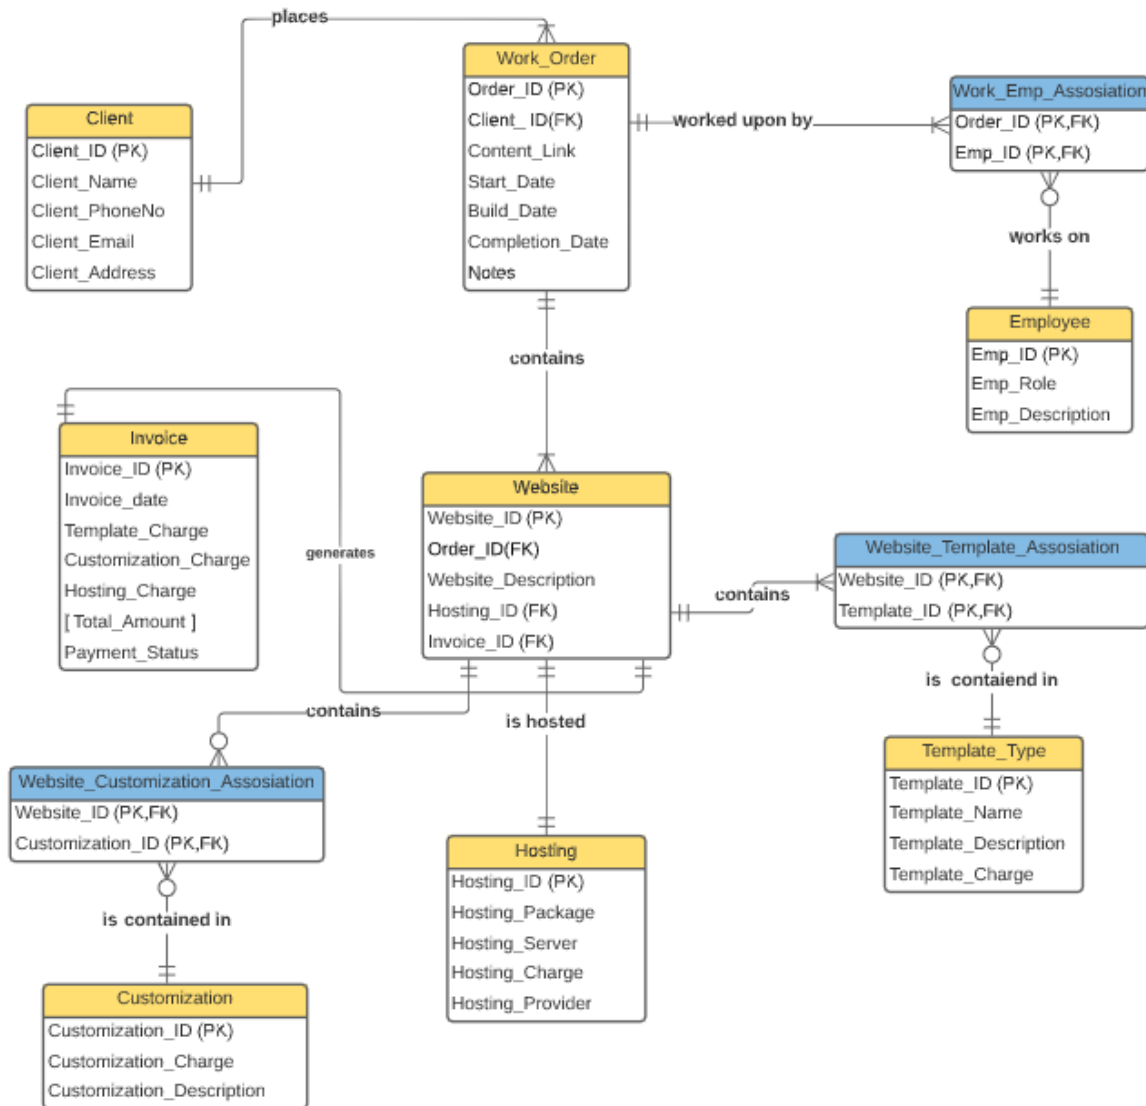 places
Work_Order
Order_ID (PK)
Client_ ID(FK)
Content_Link
Start_Date
Build_Date
Completion_Date
Notes
Client
Client_ID (PK)
Client_Name
Client_PhoneNo
Client_Email
Client_Address
worked upon by
Work_Emp_Assosiation
Order_ID (PK,FK)
Emp_ID (PK,FK)
works on
Employee
Emp_ID (PK)
Emp_Role
Emp_Description
contains
Invoice
Invoice_ID (PK)
Invoice_date
Template_Charge
Customization_Charge
Hosting_Charge
[ Total_Amount ]
Payment_Status
generates
Website
Website_ID (PK)
Order_ID(FK)
Website_Description
Hosting_ID (FK)
Invoice_ID (FK)
contains
Website_Template_Assosiation
Website_ID (PK,FK)
Template_ID (PK,FK)
is contaiend in
Template_Type
Template_ID (PK)
Template_Name
Template_Description
Template_Charge
contains
is hosted
Website_Customization_Assosiation
Website_ID (PK,FK)
Customization_ID (PK,FK)
is contained in
Customization
Customization_ID (PK)
Customization_Charge
Customization_Description
Hosting
Hosting_ID (PK)
Hosting_Package
Hosting_Server
Hosting_Charge
Hosting_Provider